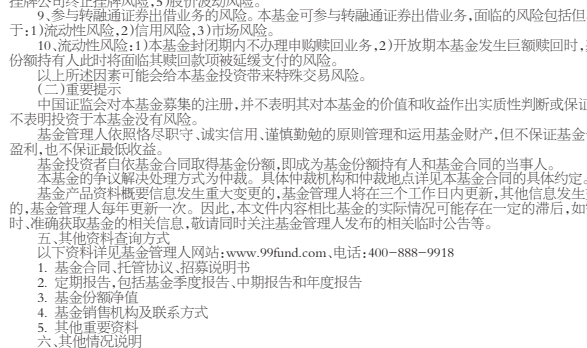 挂牌公司终止挂牌风险,5)股价波动风险。
9、参与转融通证券出借业务的风险。本基金可参与转融通证券出借业务,面临的风险包括但
于:1)流动性风险,2)信用风险,3)市场风险。
10、流动性风险:1)本基金封闭期内不办理申购赎回业务,2)开放期本基金发生巨额赎回时,
份额持有人此时将面临其赎回款项被延缓支付的风险。
以上所述因素可能会给本基金投资带来特殊交易风险。
(二)重要提示
中国证监会对本基金募集的注册,并不表明其对本基金的价值和收益作出实质性判断或保证
不表明投资于本基金没有风险。
基金管理人依照恪尽职守、诚实信用、谨慎勤勉的原则管理和运用基金财产,但不保证基金
盈利,也不保证最低收益。
基金投资者自依基金合同取得基金份额,即成为基金份额持有人和基金合同的当事人。
本基金的争议解决处理方式为仲裁。具体仲裁机构和仲裁地点详见本基金合同的具体约定。
基金产品资料概要信息发生重大变更的,基金管理人将在三个工作日内更新,其他信息发生
的,基金管理人每年更新一次。因此,本文件内容相比基金的实际情况可能存在一定的滞后,如
时、准确获取基金的相关信息,敬请同时关注基金管理人发布的相关临时公告等。
五、其他资料查询方式
以下资料详见基金管理人网站:www.99fund.com、电话:400-888-9918
1. 基金合同、托管协议、招募说明书
2. 定期报告,包括基金季度报告、中期报告和年度报告
3. 基金份额净值
4. 基金销售机构及联系方式
5. 其他重要资料
六、其他情况说明